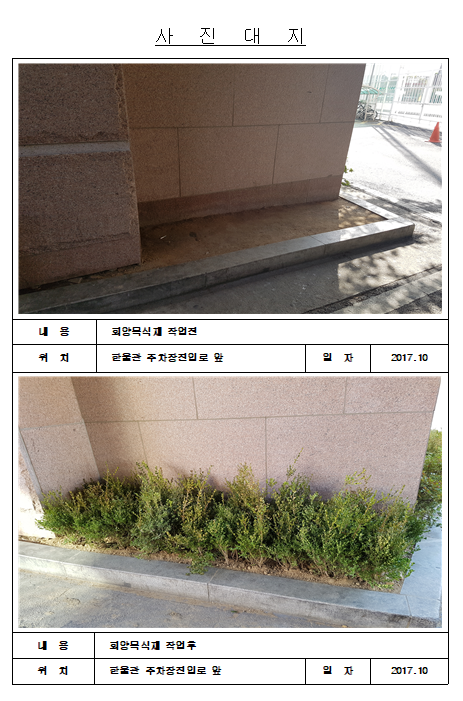 사 진 대 지
내 용 회양목식재 작업전
위 치 한울관 주차장진입로 앞 일 자 2017.10
내 용 회양목식재 작업후
위 치 한울관 주차장진입로 앞 일 자 2017.10